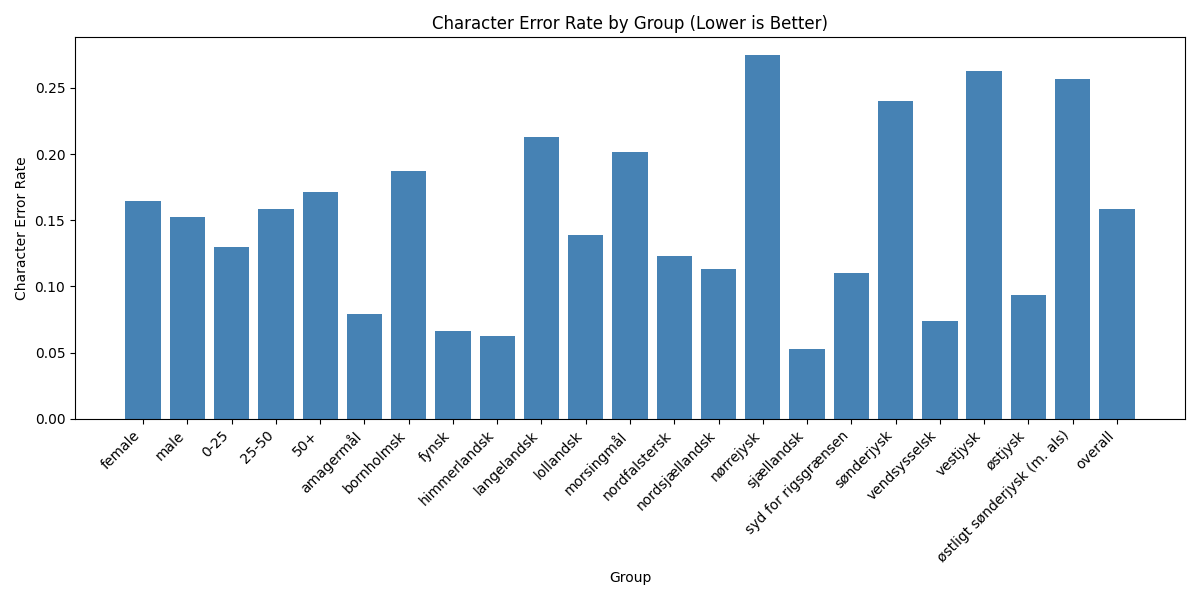 Character Error Rate by Group (Lower is Better)
Character Error Rate
0.25
0.20
0.15
0.10
0.05
0.00
female
male
0-25
25-50
50+
amagermål
bornholmsk
fynsk
himmerlandsk
langelandsk
lollandsk
morsingmål
nordfalstersk
nordsjællandsk
nørrejysk
sjællandsk
syd for rigsgrænsen
sønderjysk
vendsysselsk
vestjysk
østjysk
østligt sønderjysk (m. als)
overall
Group